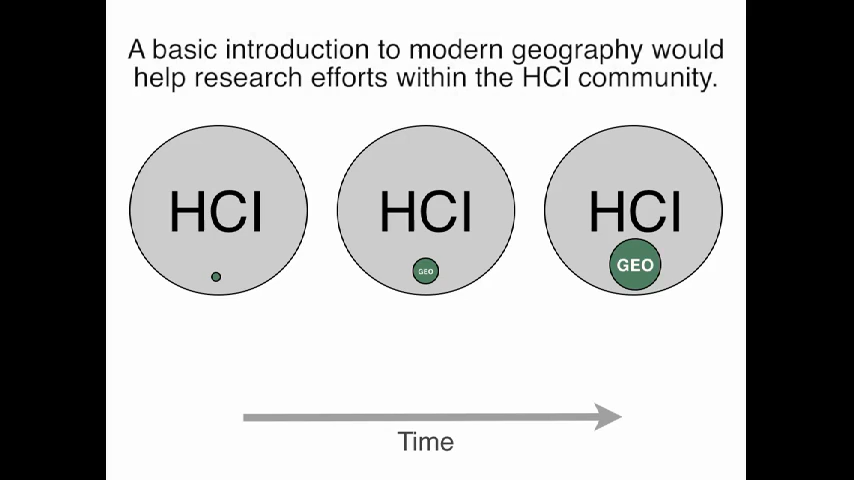 A basic introduction to modern geography would
help research efforts within the HCI community.
HCI
HCI
HCI
GEO
GEO
Time